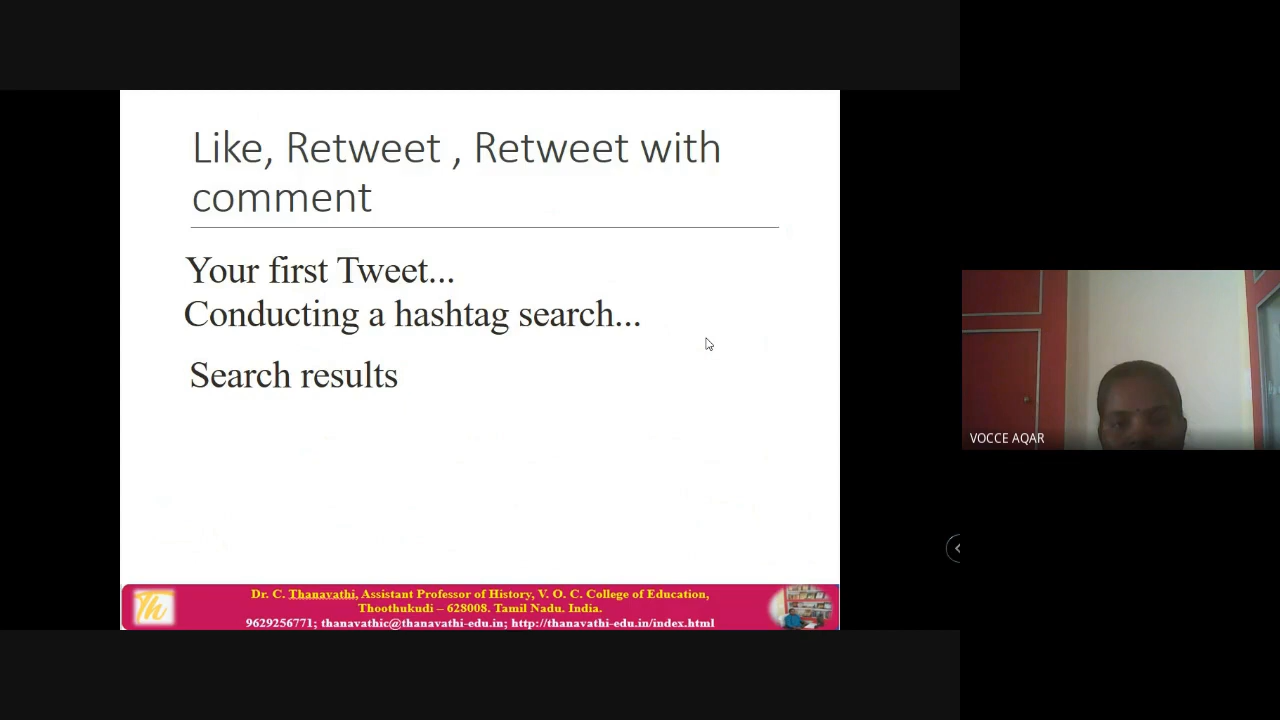 Like, Retweet , Retweet with
comment
Your first Tweet...
Conducting a hashtag search...
Search results
Th
Dr. C. Thanavathi, Assistant Professor of History, V. O. C. College of Education,
Thoothukudi – 628008. Tamil Nadu. India.
9629256771; thanavathic@thanavathi-edu.in; http://thanavathi-edu.in/index.html
VOCCE AQAR